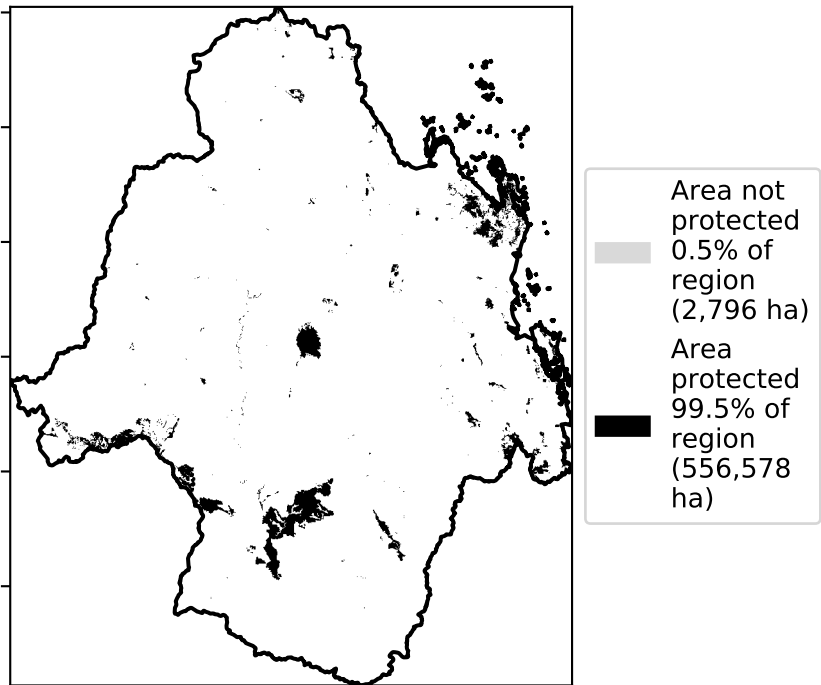 Area not
protected
0.5% of
region
(2,796 ha)
Area
protected
99.5% of
region
(556,578
ha)